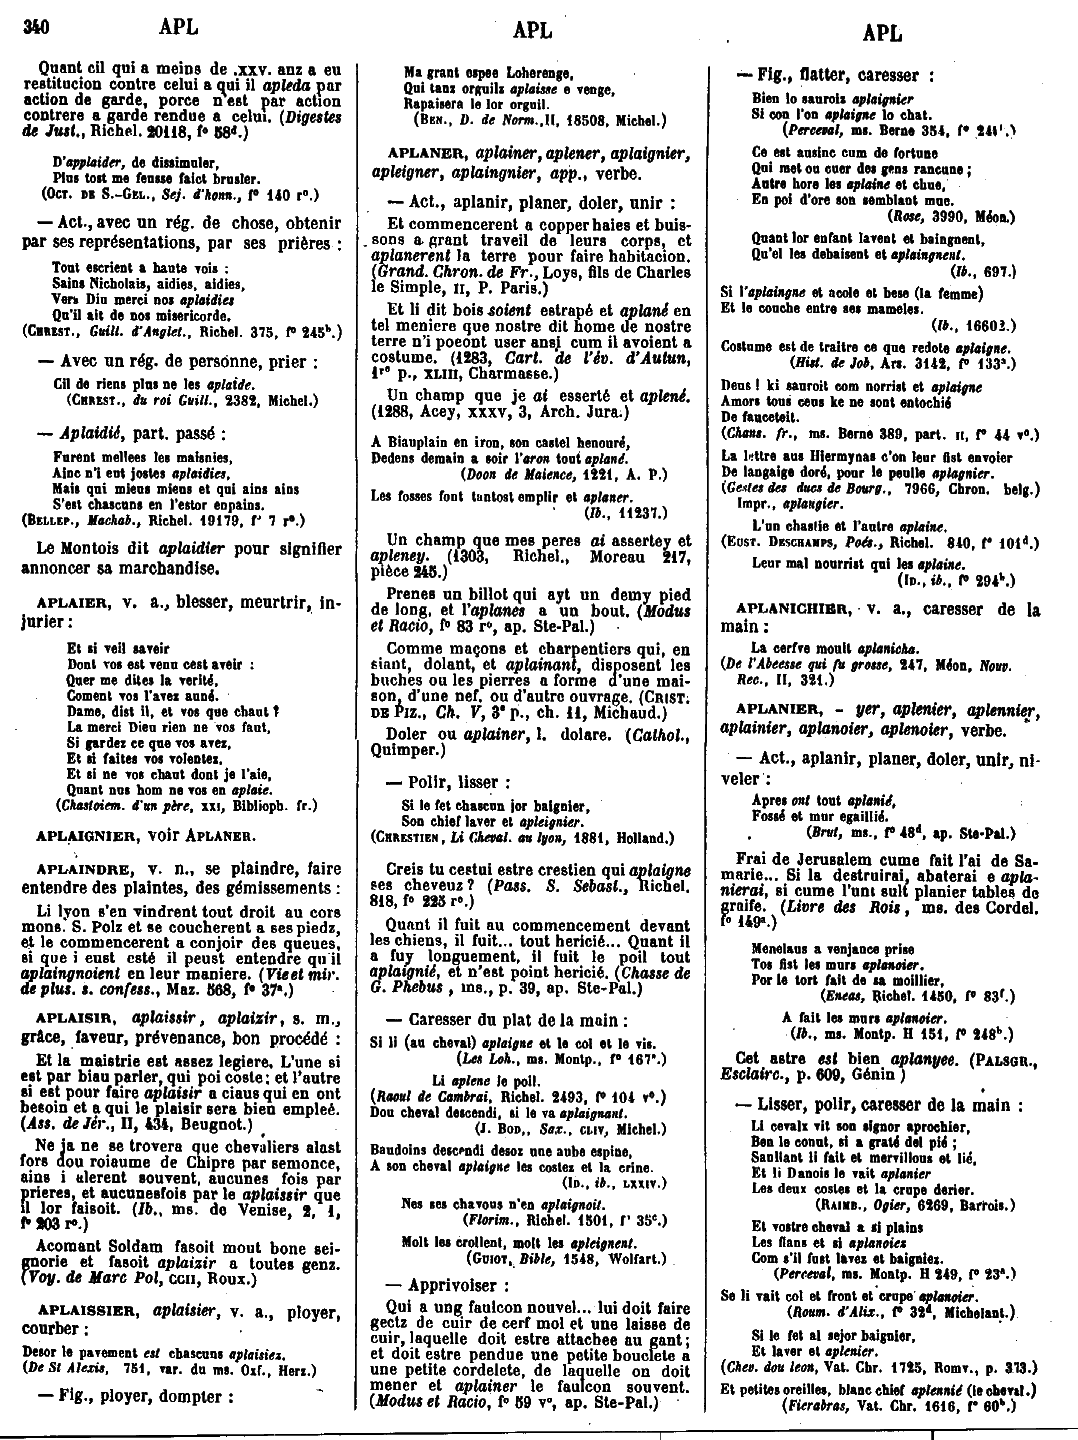 340 APL APL APL
Quant cil qui a meins de .xxv. anz a eu
restitucion contre celui a qui il apleda par
action de garde, porce n'est par action
contrere a garde rendue a celui. (Digestes
de Just., Richel. 20118, f° 58d.)
D'applaider, de dissimuler,
Plus tost me feusse faict brusler.
(Oct. de S.-Gel., Sej. d'honn., f° 140 r°.)
— Act., avec un rég. de chose, obtenir
par ses représentations, par ses prières :
Tout escrient a haute vois :
Sains Nicholais, aidies, aidies,
Vers Diu merci nos aplaidies
Qu'il ait de nos misericorde.
(Chrest., Guill. d'Anglet., Richel. 375, f° 245b.)
— Avec un rég. de personne, prier :
Cil de riens plus ne les aplaide.
(Chrest., du roi Guill., 2382, Michel.)
— Aplaidié, part. passé :
Furent mellees les maisnies,
Ainc n'i eut jostes aplaidies,
Mais qui miens miens et qui ains ains
S'est chascuns en l'estor enpains.
(Bellep., Machab., Richel. 19179, f° 7 r°.)
Le Montois dit aplaidier pour signifier
annoncer sa marchandise.
APLAIER, v. a., blesser, meurtrir, in-
jurier :
Et si veil saveir
Dont vos est venu cest aveir :
Quer me dites la verité,
Coment vos l'avez auné.
Dame, dist il, et vos que chaut ?
La merci Dieu rien ne vos faut,
Si gardez ce que vos avez,
Et si faites vos volentez,
Et si ne vos chaut dont je l'aie,
Quant nus hom ne vos en aplaie.
(Chastoiem. d'un père, xxi, Biblioph. fr.)
APLAIGNIER, voir Aplaner.
APLAINDRE, v. n., se plaindre, faire
entendre des plaintes, des gémissements :
Li lyon s'en vindrent tout droit au cors
mons. S. Polz et se coucherent a ses piedz,
et le commencerent a conjoir des queues,
si que i eust esté il peust entendre qu'il
aplaingnoient en leur maniere. (Vie et mir.
de plus. s. confess., Maz. 568, f° 37a.)
APLAISIR, aplaissir, aplaizir, s. m.,
grâce, faveur, prévenance, bon procédé :
Et la maistrie est assez legiere. L'une si
est par biau parler, qui poi coste; et l'autre
si est pour faire aplaisir a ciaus qui en ont
besoin et a qui le plaisir sera bien empleé.
(Ass. de Jér., II, 434, Beugnot.)
Ne ja ne se trovera que chevaliers alast
fors dou roiaume de Chipre par semonce,
ains i alerent souvent, aucunes fois par
prieres, et aucunesfois par le aplaissir que
il lor faisoit. (Ib., ms. de Venise, 2, 1,
f° 203 r°.)
Acomant Soldam fasoit mout bone sei-
gnorie et fasoit aplaizir a toutes genz.
(Voy. de Marc Pol, ccii, Roux.)
APLAISSIER, aplaisier, v. a., ployer,
courber :
Desor le pavement est chascuns aplaisiez.
(De St Alexis, 751, var. du ms. Oxf., Herz.)
— Fig., ployer, dompter :
Ma grant espee Loherenge,
Qui tanz orguilz aplaisse e venge,
Rapaisera le lor orguil.
(Ben., D. de Norm., II, 18508, Michel.)
APLANER, aplainer, aplener, aplaignier,
apleigner, aplaingnier, app., verbe.
— Act., aplanir, planer, doler, unir :
Et commencerent a copper haies et buis-
sons a grant traveil de leurs corps, et
aplanerent la terre pour faire habitacion.
(Grand. Chron. de Fr., Loys, fils de Charles
le Simple, ii, P. Paris.)
Et li dit bois soient estrapé et aplané en
tel meniere que nostre dit home de nostre
terre n'i poeont user ansi cum il avoient a
costume. (1283, Cart. de l'év. d'Autun,
1re p., xliii, Charmasse.)
Un champ que je ai esserté et aplené.
(1288, Acey, xxxv, 3, Arch. Jura.)
A Biauplain en iron, son castel henouré,
Dedens demain a soir l'aron tout aplané.
(Doon de Maience, 1221, A. P.)
Les fosses font tantost emplir et aplaner.
(Ib., 11237.)
Un champ que mes peres ai assertey et
apleney. (1303, Richel., Moreau 217,
pièce 245.)
Prenes un billot qui ayt un demy pied
de long, et l'aplanes a un bout. (Modus
et Racio, f° 83 r°, ap. Ste-Pal.)
Comme maçons et charpentiers qui, en
siant, dolant, et aplainant, disposent les
buches ou les pierres a forme d'une mai-
son, d'une nef, ou d'autre ouvrage. (Crist.
de Piz., Ch. V, 3e p., ch. 11, Michaud.)
Doler ou aplainer, l. dolare. (Cathol.,
Quimper.)
— Polir, lisser :
Si le fet chascun jor baignier,
Son chief laver et apleignier.
(Chrestien, Li Cheval. au lyon, 1881, Holland.)
Creis tu cestui estre crestien qui aplaigne
ses cheveuz ? (Pass. S. Sebast., Richel.
818, f° 225 r°.)
Quant il fuit au commencement devant
les chiens, il fuit... tout hericié... Quant il
a fuy longuement, il fuit le poil tout
aplaignié, et n'est point hericié. (Chasse de
G. Phebus, ms., p. 39, ap. Ste-Pal.)
— Caresser du plat de la main :
Si li (au cheval) aplaigne et le col et le vis.
(Les Loh., ms. Montp., f° 167a.)
Li aplene le poil.
(Raoul de Cambrai, Richel. 2493, f° 104 v°.)
Dou cheval descendi, si le va aplaignant.
(J. Bod., Sax., cliv, Michel.)
Baudoins descendi desoz une aube espine,
A son cheval aplaigne les costez et la crine.
(Id., ib., lxxiv.)
Nes ses chavous n'en aplaignoit.
(Florim., Richel. 1501, f° 35c.)
Molt les crollent, molt les apleignent.
(Guiot, Bible, 1548, Wolfart.)
— Apprivoiser :
Qui a ung faulcon nouvel... lui doit faire
gectz de cuir de cerf mol et une laisse de
cuir, laquelle doit estre attachee au gant;
et doit estre pendue une petite bouclete a
une petite cordelete, de laquelle on doit
mener et aplainer le faulcon souvent.
(Modus et Racio, f° 59 v°, ap. Ste-Pal.)
— Fig., flatter, caresser :
Bien lo sauroiz aplaignier
Si con l'on aplaigne lo chat.
(Perceval, ms. Berne 354, f° 241.)
Ce est ausinc cum de fortune
Qui met ou cuer des gens rancune ;
Autre hore les aplaine et chue,
En poi d'ore son semblant mue.
(Rose, 3990, Méon.)
Quant lor enfant lavent et baingnent,
Qu'el les debaisent et aplaingnent.
(Ib., 697.)
Si l'aplaingne et acole et bese (la femme)
Et le couche entre ses mameles.
(Ib., 16602.)
Costume est de traitre ce que redote aplaigne.
(Hist. de Job, Ars. 3142, f° 133a.)
Deus ! ki sauroit com norrist et aplaigne
Amors tous ceus ke ne sont entochié
De fauceteit.
(Chans. fr., ms. Berne 389, part. ii, f° 44 v°.)
La lettre aus Hiermynas c'on leur fist envoier
De langaige doré, pour le peulle aplagnier.
(Gestes des ducs de Bourg., 7966, Chron. belg.)
Impr., aplangier.
L'un chastie et l'autre aplaine.
(Eust. Deschamps, Poés., Richel. 840, f° 101d.)
Leur mal nourrist qui les aplaine.
(Id., ib., f° 294b.)
APLANICHIER, v. a., caresser de la
main :
La cerfve moult aplanicha.
(De l'Abeesse qui fu grosse, 247, Méon, Nouv.
Rec., II, 321.)
APLANIER, - yer, aplenier, aplennier,
aplainier, aplanoier, aplenoier, verbe.
— Act., aplanir, planer, doler, unir, ni-
veler :
Apres ont tout aplanié,
Fossé et mur egaillié.
(Brut, ms., f° 48d, ap. Ste-Pal.)
Frai de Jerusalem cume fait l'ai de Sa-
marie... Si la destruirai, abaterai e apla-
nierai, si cume l'unt sult planier tables de
graife. (Livre des Rois, ms. des Cordel.
f° 149a.)
Menelaus a venjance prise
Tos fist les murs aplanoier.
Por le tort fait de sa moillier,
(Eneas, Richel. 1450, f° 83f.)
A fait les murs aplanoier.
(Ib., ms. Montp. H 151, f° 248b.)
Cet astre est bien aplanyee. (Palsgr.,
Esclairc., p. 609, Génin )
— Lisser, polir, caresser de la main :
Li cevalx vit son signor aprochier,
Ben le conut, si a graté del pié ;
Sanllant li fait et mervillous et lié,
Et li Danois le vait aplanier
Les deux costes et la crupe derier.
(Raimb., Ogier, 6269, Barrois.)
Et vostre cheval a si plains
Les flans et si aplanoiez
Com s'il fust lavez et baigniez.
(Perceval, ms. Montp. H 249, f° 23a.)
Se li vait col et front et crupe aplanoier.
(Roum. d'Alix., f° 32d, Michelant.)
Si le fet al sejor baignier,
Et laver et aplenier.
(Chev. dou leon, Vat. Chr. 1725, Romv., p. 373.)
Et petites oreilles, blanc chief aplennié (le cheval.)
(Fierabras, Vat. Chr. 1616, f° 60b.)